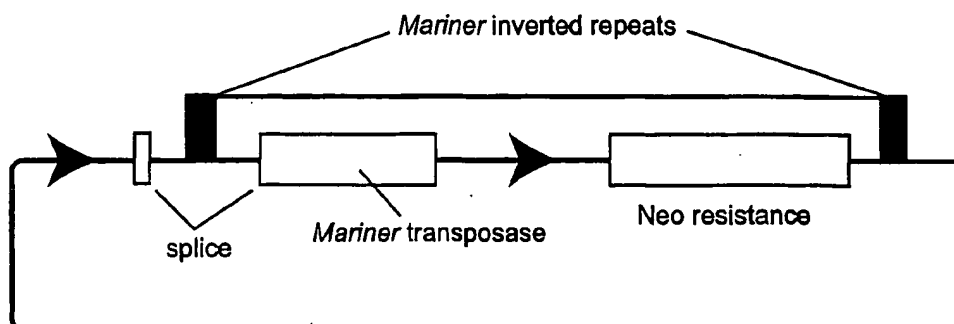 Mariner inverted repeats
splice
Mariner transposase
Neo resistance